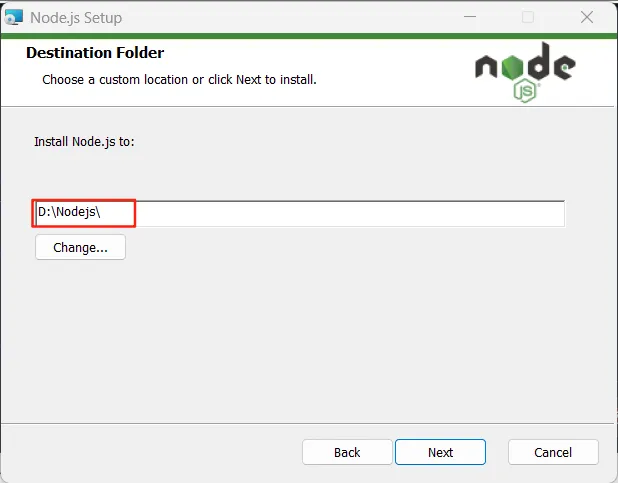 Node.js Setup
Destination Folder
Choose a custom location or click Next to install.
node
JS
Install Node.js to:
D:\Nodejs\
Change...
Back
Next
Cancel